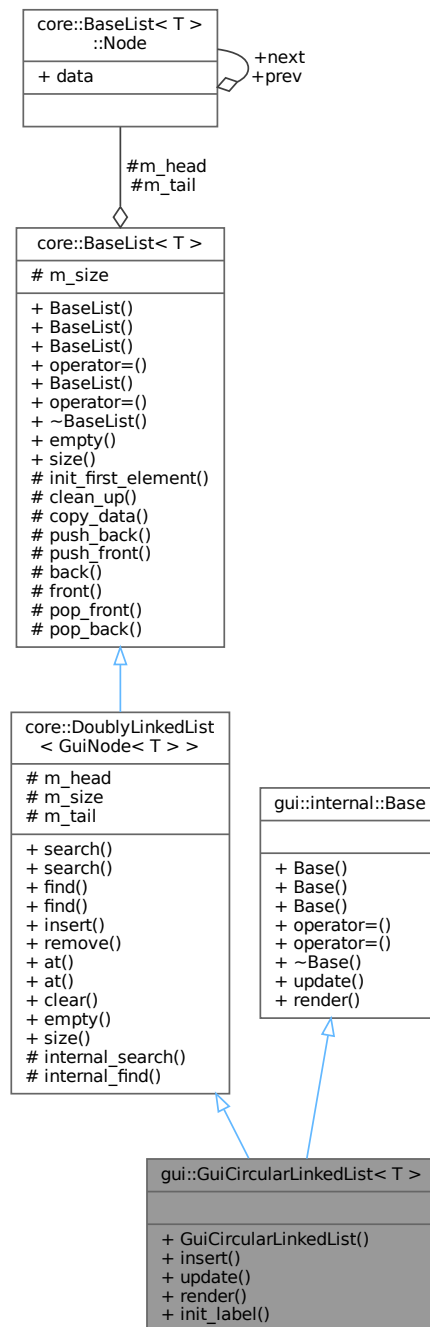 core::BaseList< T >
::Node
+ data
+next
+prev
#m_head
#m_tail
core::BaseList< T >
# m_size
+ BaseList()
+ BaseList()
+ BaseList()
+ operator=()
+ BaseList()
+ operator=()
+ ~BaseList()
+ empty()
+ size()
# init_first_element()
# clean_up()
# copy_data()
# push_back()
# push_front()
# back()
# front()
# pop_front()
# pop_back()
core::DoublyLinkedList
< GuiNode< T > >
# m_head
# m_size
# m_tail
+ search()
+ search()
+ find()
+ find()
+ insert()
+ remove()
+ at()
+ at()
+ clear()
+ empty()
+ size()
# internal_search()
# internal_find()
gui::internal::Base
+ Base()
+ Base()
+ Base()
+ operator=()
+ operator=()
+ ~Base()
+ update()
+ render()
gui::GuiCircularLinkedList< T >
+ GuiCircularLinkedList()
+ insert()
+ update()
+ render()
+ init_label()